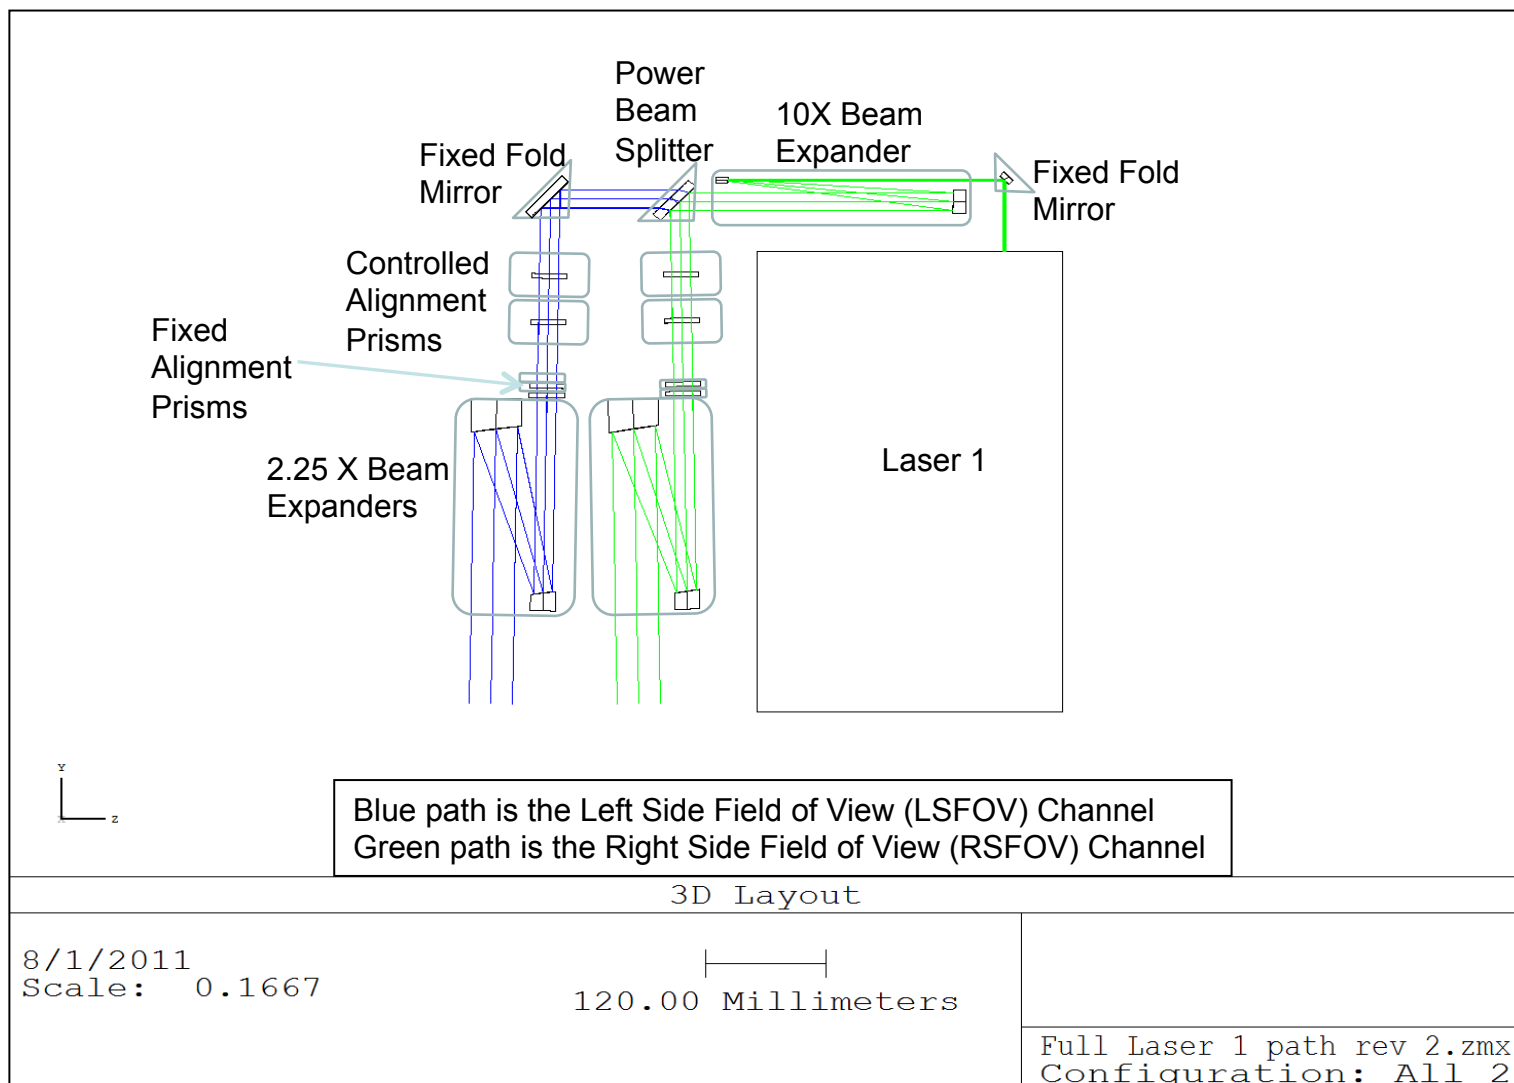 Power
Beam
Splitter
10X Beam
Expander
Fixed Fold
Mirror
Fixed Fold
Mirror
Controlled
Alignment
Prisms
Fixed
Alignment
Prisms
2.25 X Beam
Expanders
Laser 1
Y
X
Z
Blue path is the Left Side Field of View (LSFOV) Channel
Green path is the Right Side Field of View (RSFOV) Channel
3D Layout
8/1/2011
Scale: 0.1667
120.00 Millimeters
Full Laser 1 path rev 2.zmx
Configuration: All 2